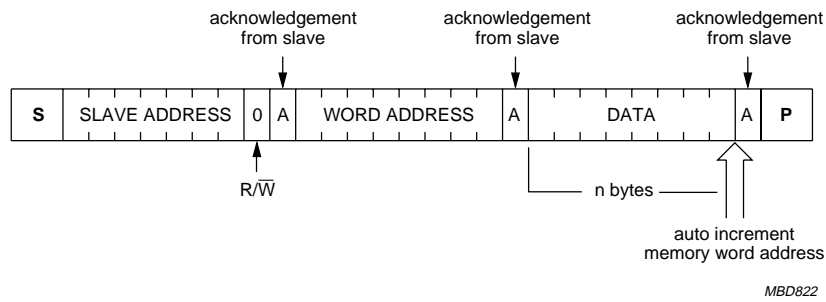 acknowledgement
from slave
acknowledgement
from slave
acknowledgement
from slave
S SLAVE ADDRESS 0 A WORD ADDRESS A DATA A P
R/W̅
n bytes
auto increment
memory word address
MBD822